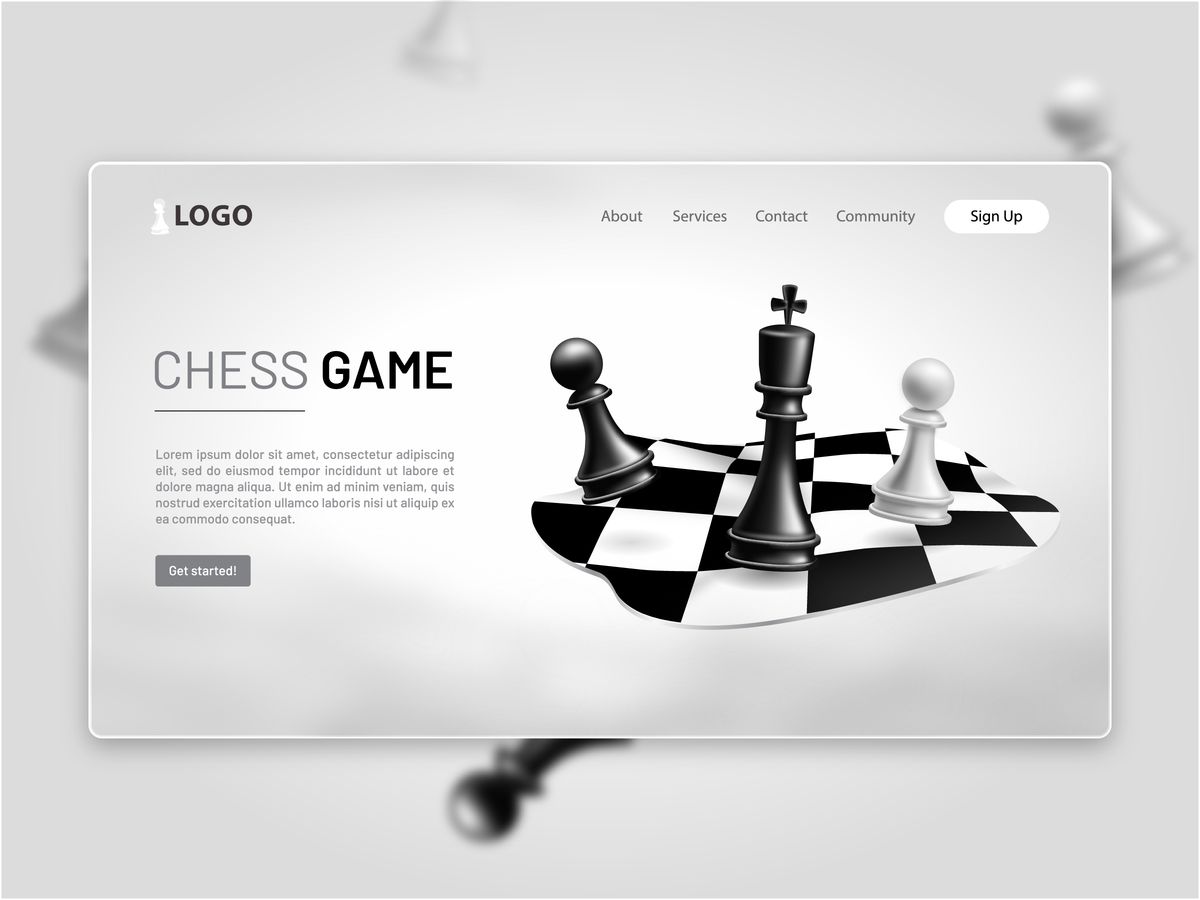 LOGO
About Services Contact Community Sign Up
CHESS GAME
Lorem ipsum dolor sit amet, consectetur adipiscing
elit, sed do eiusmod tempor incididunt ut labore et
dolore magna aliqua. Ut enim ad minim veniam, quis
nostrud exercitation ullamco laboris nisi ut aliquip ex
ea commodo consequat.
Get started!